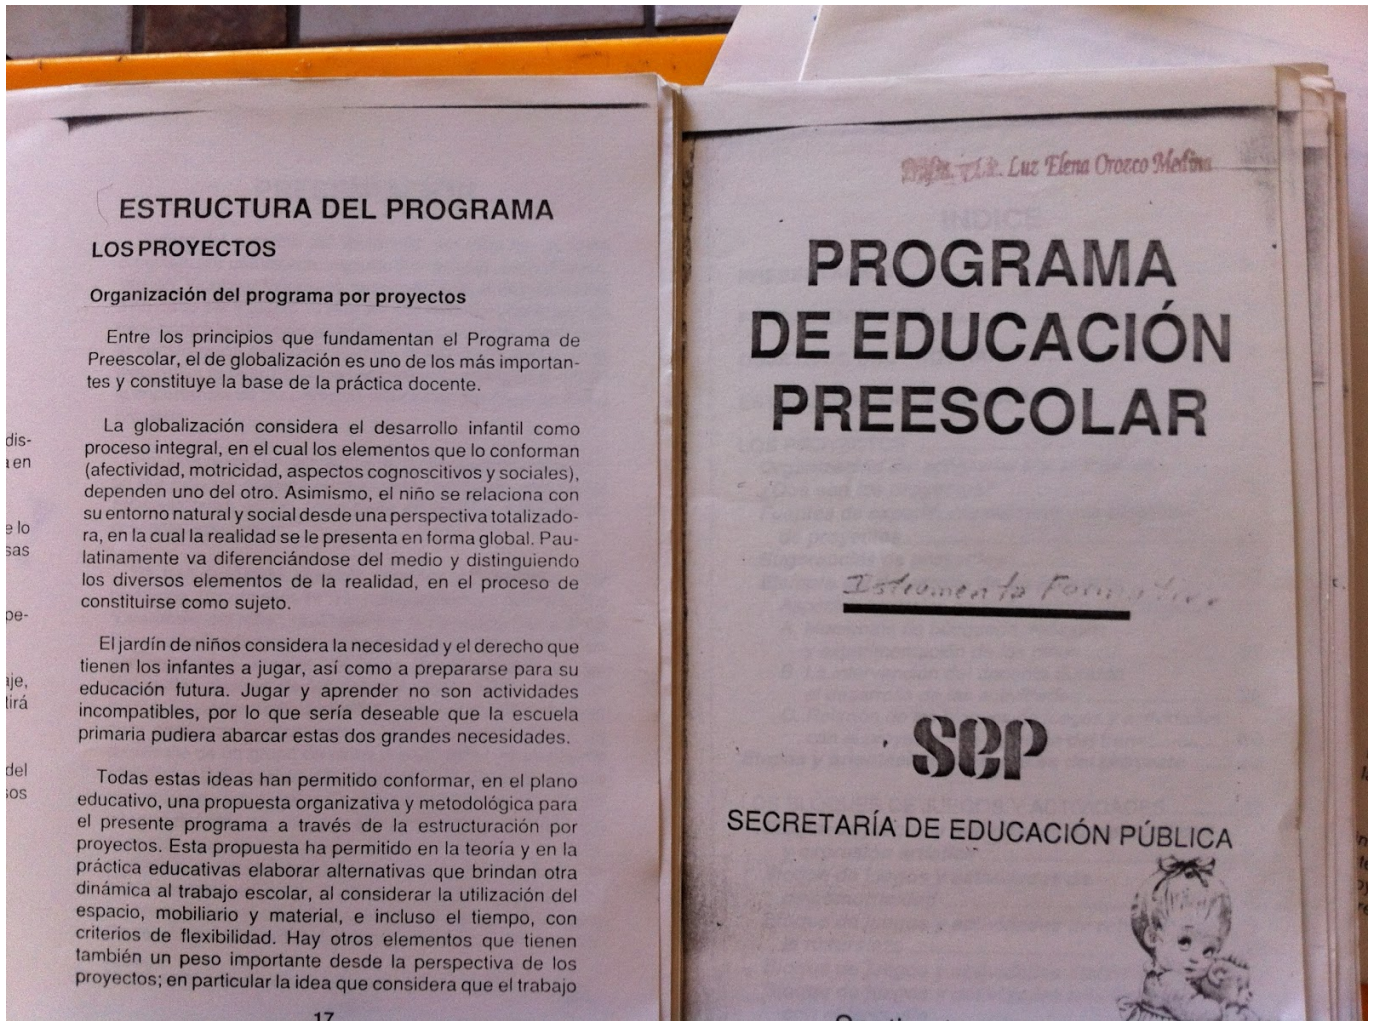 ESTRUCTURA DEL PROGRAMA
LOS PROYECTOS
Organización del programa por proyectos
Entre los principios que fundamentan el Programa de
Preescolar, el de globalización es uno de los más importan-
tes y constituye la base de la práctica docente.
La globalización considera el desarrollo infantil como
proceso integral, en el cual los elementos que lo conforman
(afectividad, motricidad, aspectos cognoscitivos y sociales),
dependen uno del otro. Asimismo, el niño se relaciona con
su entorno natural y social desde una perspectiva totalizado-
ra, en la cual la realidad se le presenta en forma global. Pau-
latinamente va diferenciándose del medio y distinguiendo
los diversos elementos de la realidad, en el proceso de
constituirse como sujeto.
El jardín de niños considera la necesidad y el derecho que
tienen los infantes a jugar, así como a prepararse para su
educación futura. Jugar y aprender no son actividades
incompatibles, por lo que sería deseable que la escuela
primaria pudiera abarcar estas dos grandes necesidades.
Todas estas ideas han permitido conformar, en el plano
educativo, una propuesta organizativa y metodológica para
el presente programa a través de la estructuración por
proyectos. Esta propuesta ha permitido en la teoría y en la
práctica educativas elaborar alternativas que brindan otra
dinámica al trabajo escolar, al considerar la utilización del
espacio, mobiliario y material, e incluso el tiempo, con
criterios de flexibilidad. Hay otros elementos que tienen
también un peso importante desde la perspectiva de los
proyectos; en particular la idea que considera que el trabajo
17
Luz Elena Orozco Medina
PROGRAMA
DE EDUCACIÓN
PREESCOLAR
SEP
SECRETARÍA DE EDUCACIÓN PÚBLICA